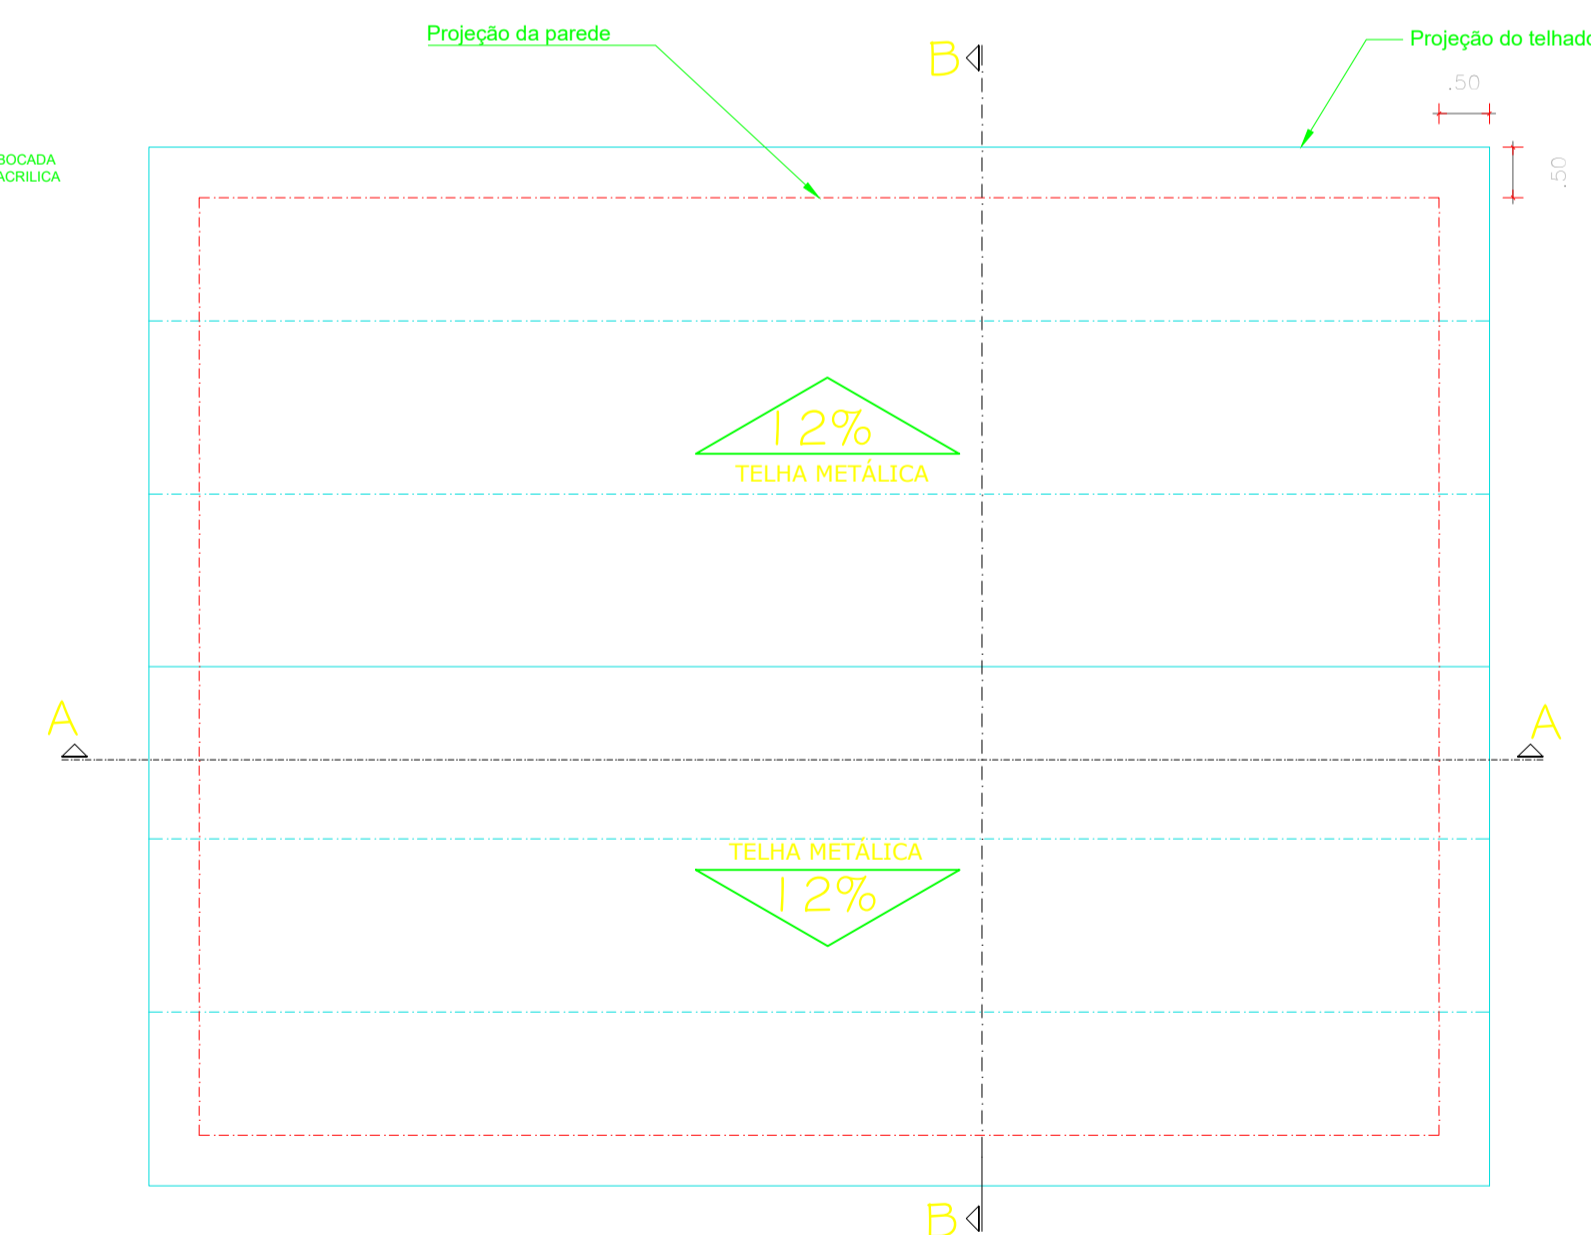 Projeção da parede
B
Projeção do telhado
.50
BOCADA
ACRILICA
.50
12%
TELHA METÁLICA
A
A
TELHA METÁLICA
12%
B